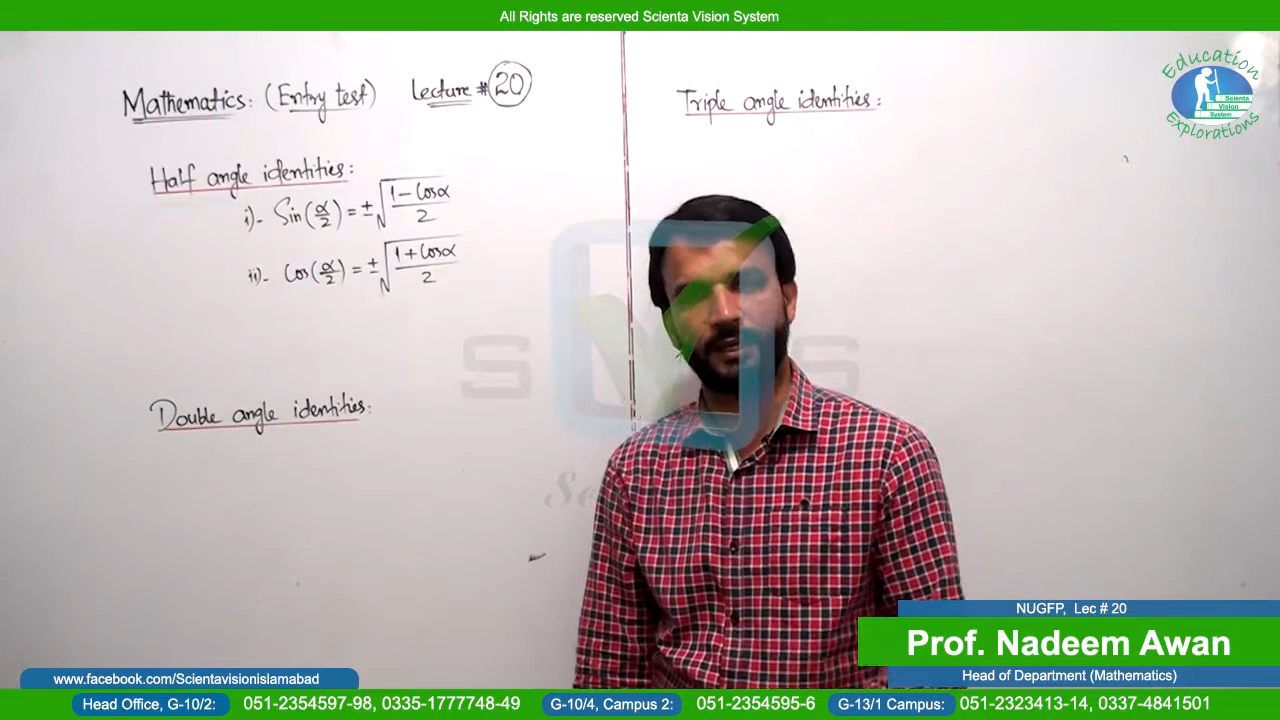 All Rights are reserved Scienta Vision System
Mathematics: (Entry test) Lecture # 20
Half angle identities:
i)- Sin(α/2) = ±√((1 - Cosα)/2)
ii)- Cos(α/2) = ±√((1 + Cosα)/2)
Double angle identities:
Triple angle identities:
Education
Scienta
Vision
System
Explorations
SVS
NUGFP, Lec # 20
Prof. Nadeem Awan
Head of Department (Mathematics)
www.facebook.com/Scientavisionislamabad
Head Office, G-10/2: 051-2354597-98, 0335-1777748-49 G-10/4, Campus 2: 051-2354595-6 G-13/1 Campus: 051-2323413-14, 0337-4841501